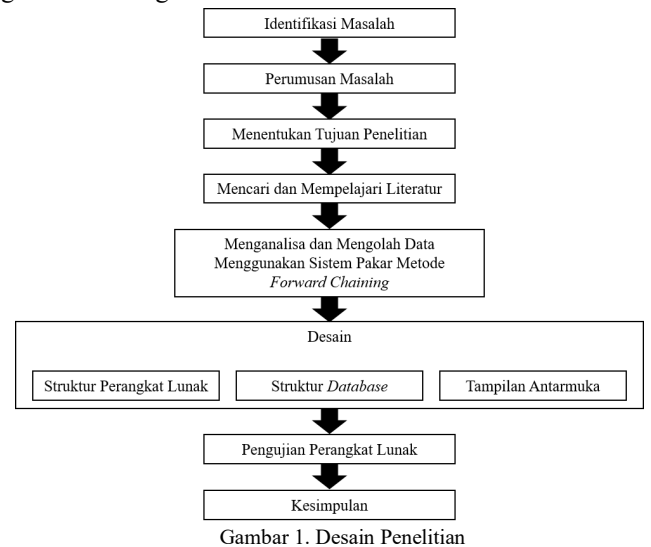 Identifikasi Masalah
Perumusan Masalah
Menentukan Tujuan Penelitian
Mencari dan Mempelajari Literatur
Menganalisa dan Mengolah Data
Menggunakan Sistem Pakar Metode
Forward Chaining
Desain
Struktur Perangkat Lunak
Struktur Database
Tampilan Antarmuka
Pengujian Perangkat Lunak
Kesimpulan
Gambar 1. Desain Penelitian